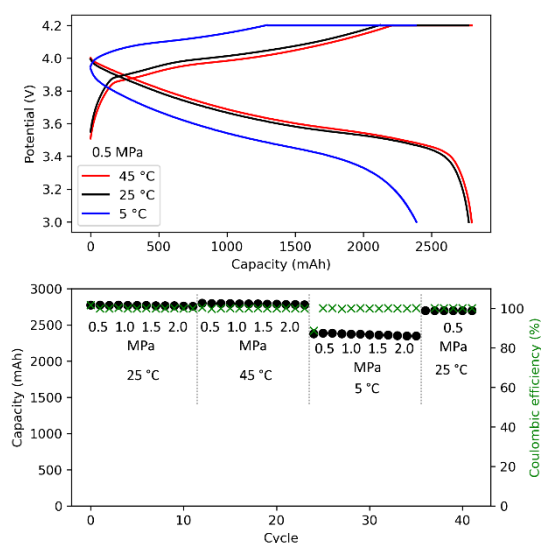 4.2
4.0
3.8
3.6
3.4
3.2
3.0
Potential (V)
0.5 MPa
45 °C
25 °C
5 °C
0 500 1000 1500 2000 2500
Capacity (mAh)
3000
2500
2000
1500
1000
500
0
Capacity (mAh)
0.5 1.0 1.5 2.0
MPa
25 °C
0.5 1.0 1.5 2.0
MPa
45 °C
0.5 1.0 1.5 2.0
MPa
5 °C
0.5
MPa
25 °C
100
80
60
40
20
0
Coulombic efficiency (%)
0 10 20 30 40
Cycle